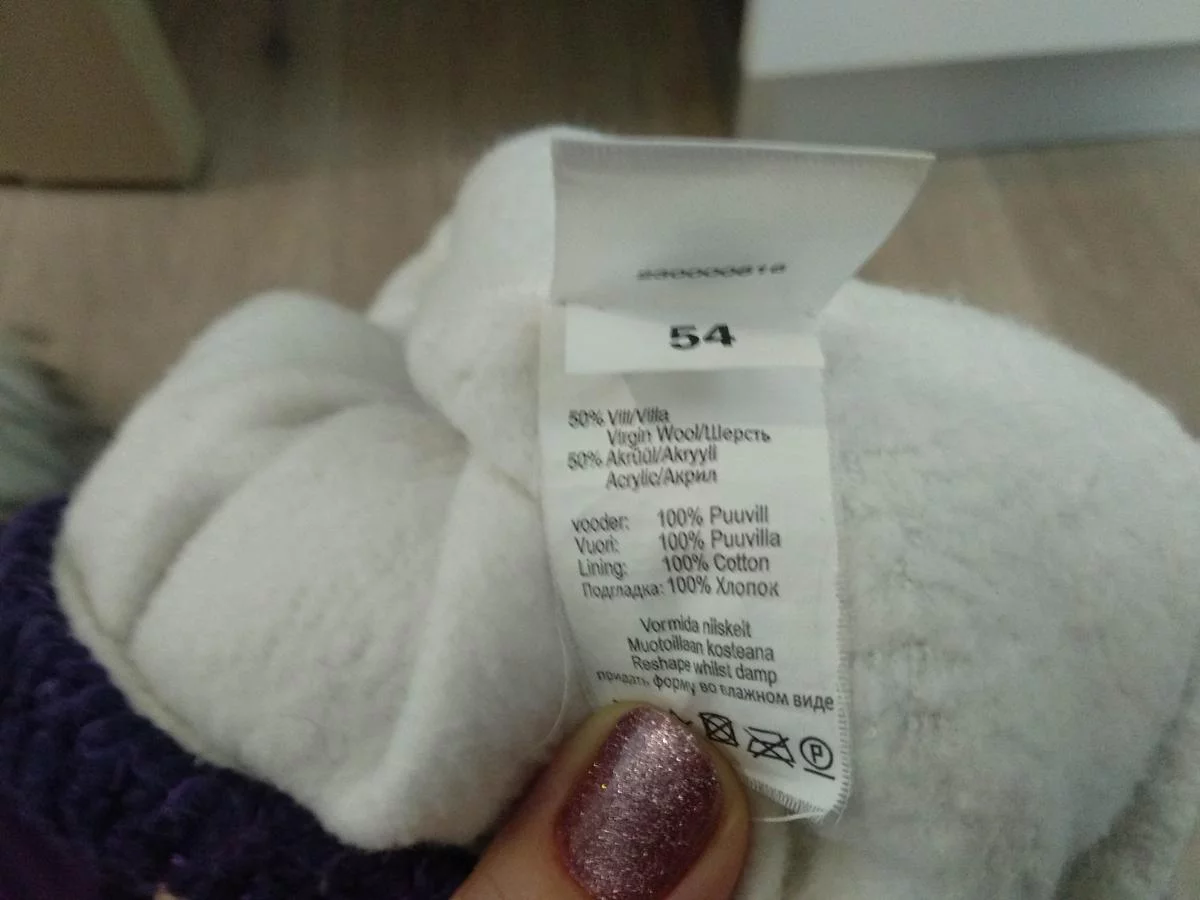 54
50% Vill/Villa
Virgin Wool/Шерсть
50% Akrüül/Akryyli
Acrylic/Акрил
vooder: 100% Puuvill
Vuori: 100% Puuvilla
Lining: 100% Cotton
Подгладка: 100% Хлопок
Vormida niiskelt
Muotoillaan kosteana
Reshape whilst damp
придать форму во влажном виде
P